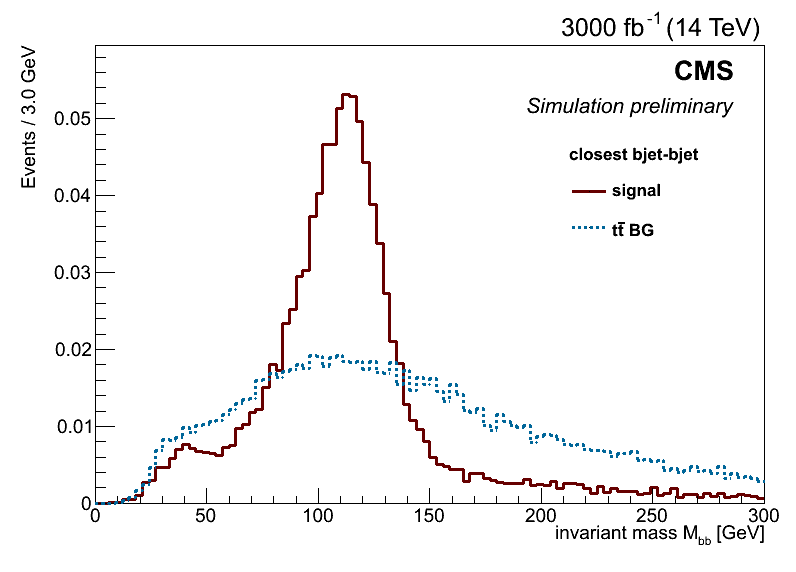 3000 fb⁻¹ (14 TeV)
Events / 3.0 GeV
CMS
Simulation preliminary
closest bjet-bjet
signal
tt̄ BG
0.05
0.04
0.03
0.02
0.01
0
0 50 100 150 200 250 300
invariant mass M_bb [GeV]